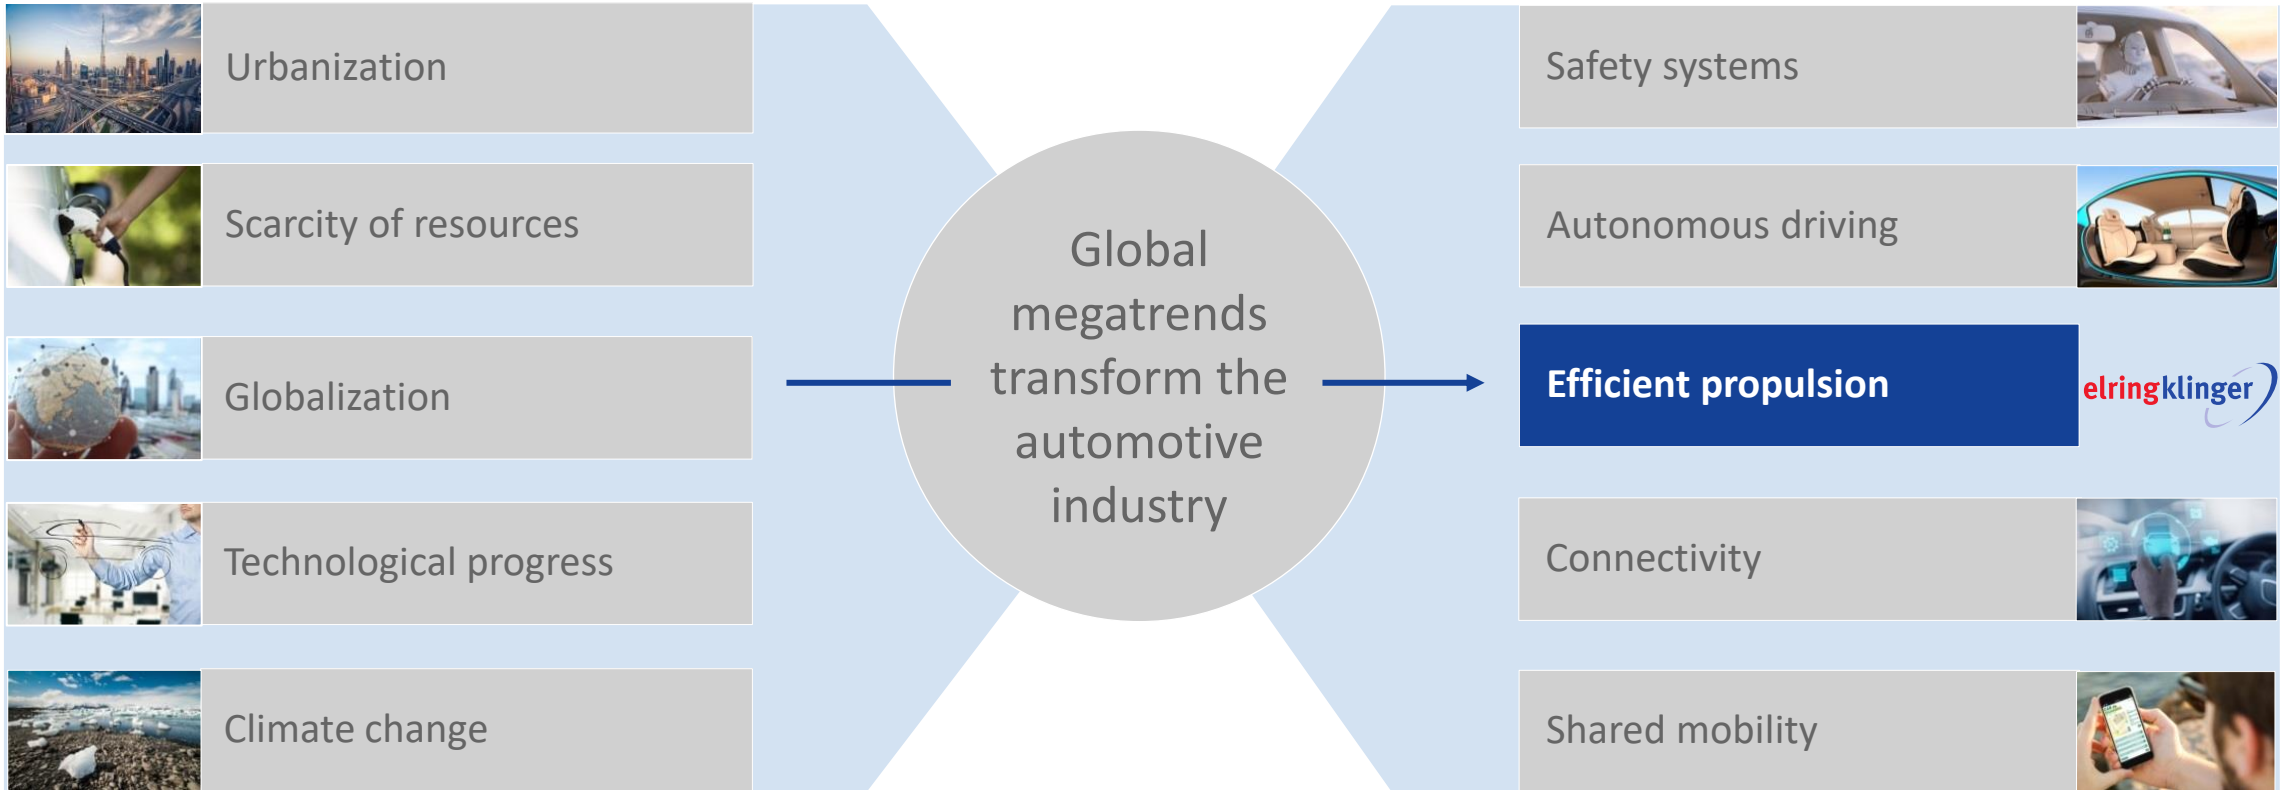 Urbanization
Scarcity of resources
Globalization
Technological progress
Climate change
Global
megatrends
transform the
automotive
industry
Safety systems
Autonomous driving
Efficient propulsion
elringklinger
Connectivity
Shared mobility